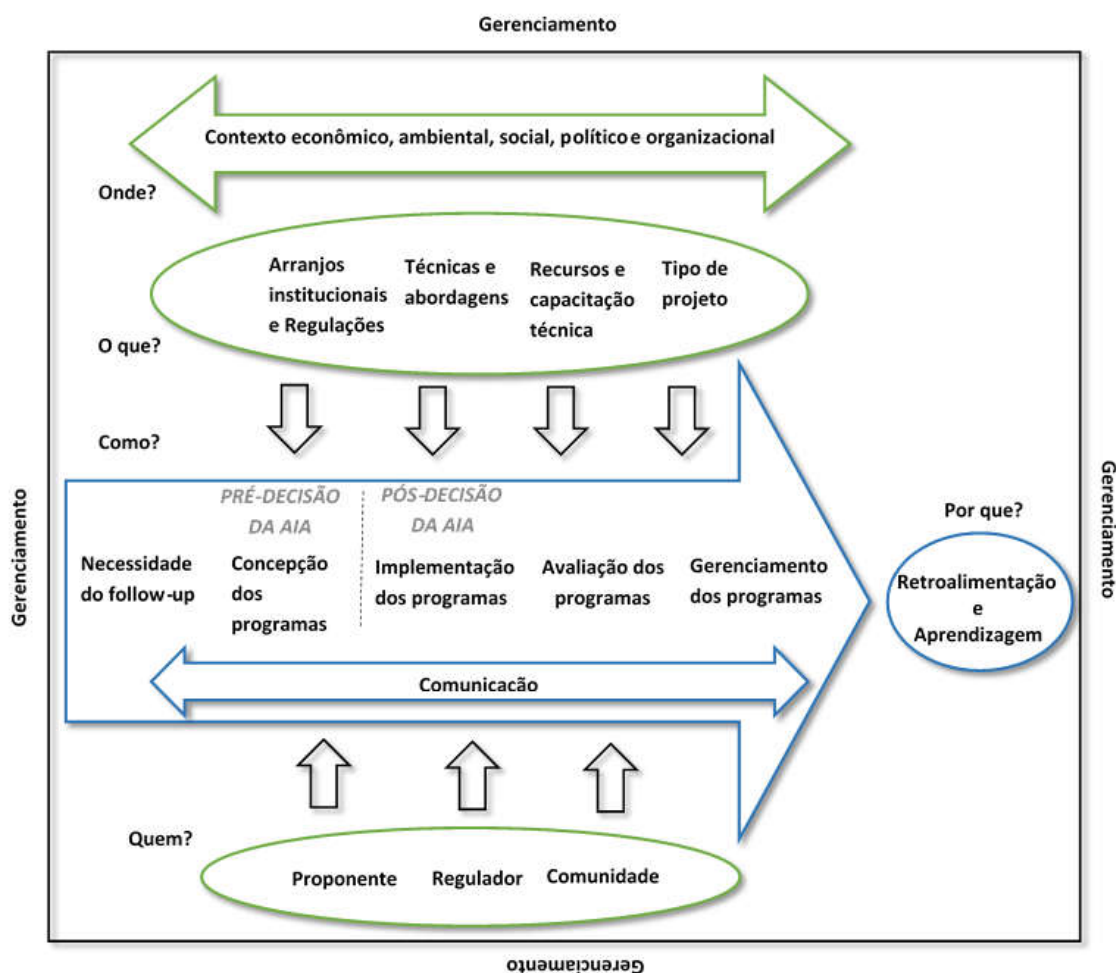 Gerenciamento
Contexto econômico, ambiental, social, político e organizacional
Onde?
Arranjos
institucionais
e Regulações
Técnicas e
abordagens
Recursos e
capacitação
técnica
Tipo de
projeto
O que?
Como?
PRÉ-DECISÃO
DA AIA
PÓS-DECISÃO
DA AIA
Necessidade
do follow-up
Concepção
dos
programas
Implementação
dos programas
Avaliação dos
programas
Gerenciamento
dos programas
Por que?
Retroalimentação
e
Aprendizagem
Comunicacão
Quem?
Proponente
Regulador
Comunidade
Gerenciamento
Gerenciamento
Gerenciamento